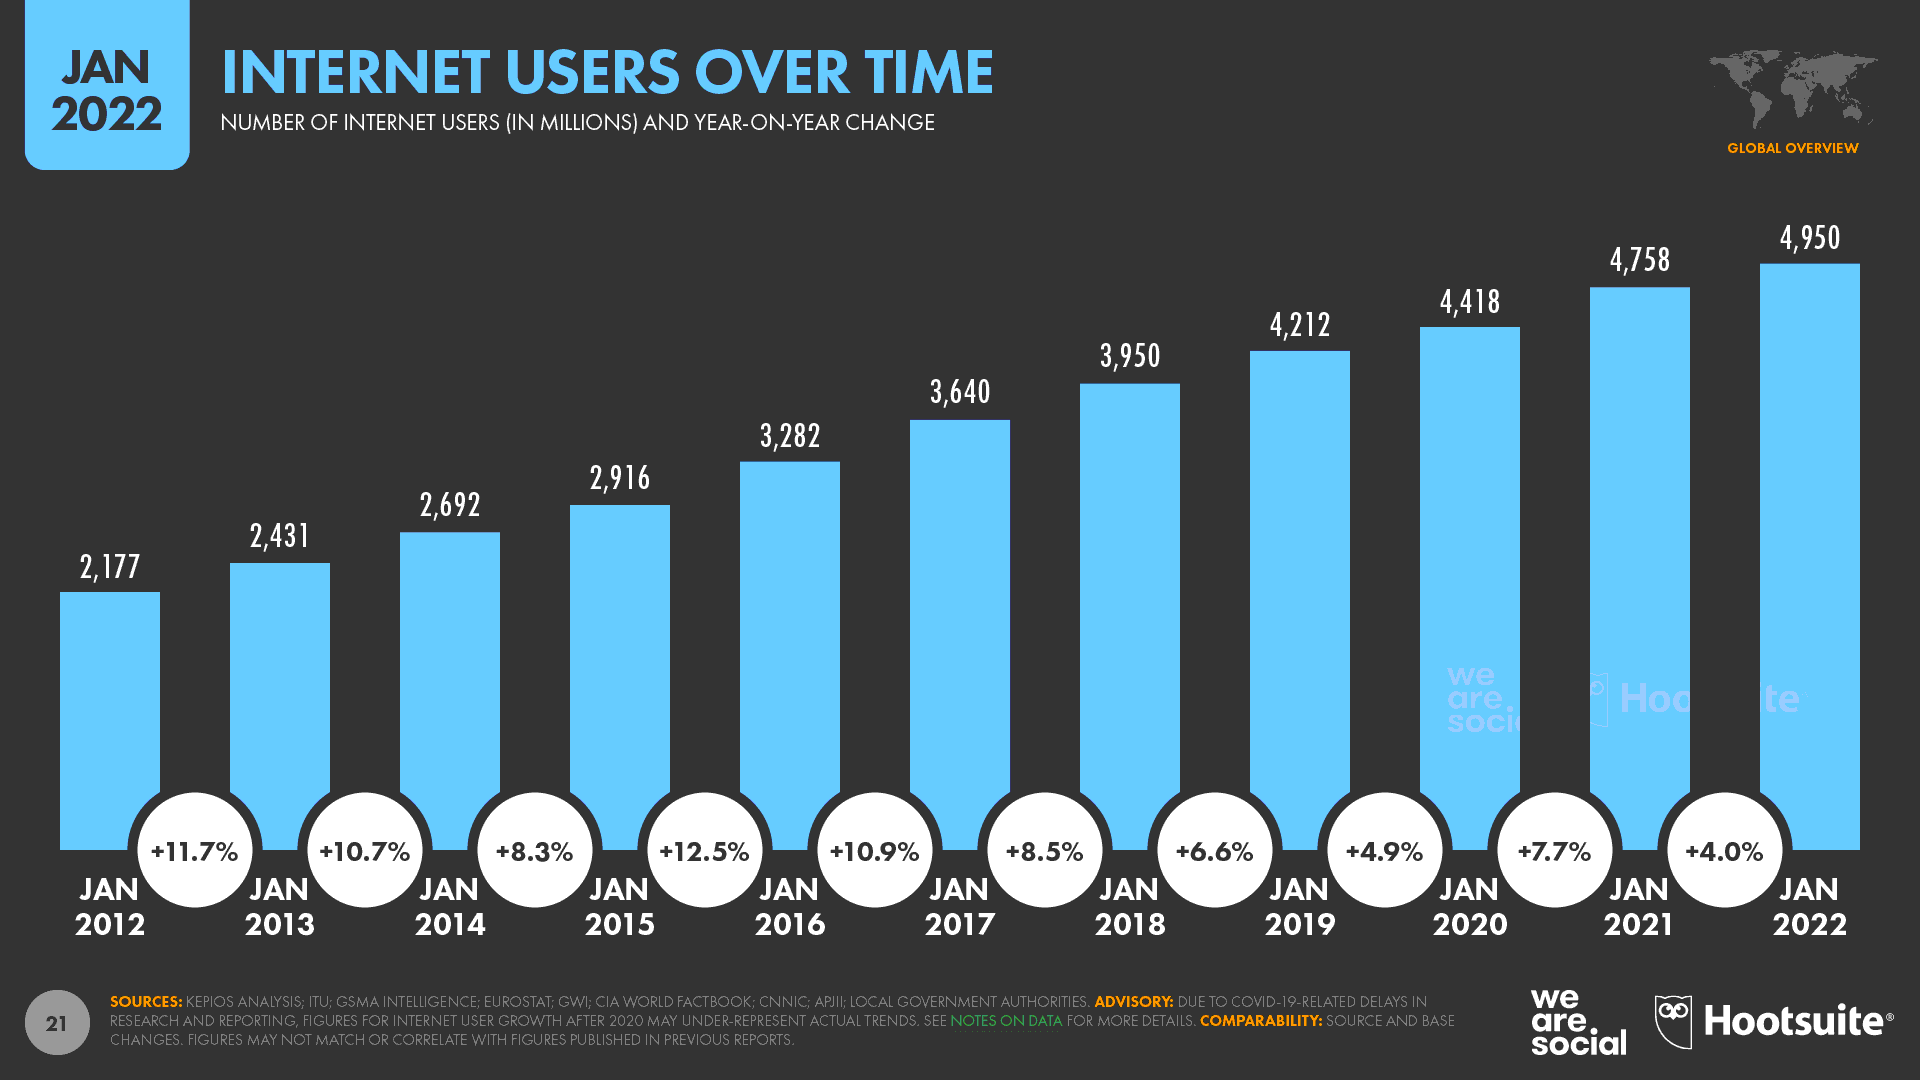 JAN
2022
INTERNET USERS OVER TIME
NUMBER OF INTERNET USERS (IN MILLIONS) AND YEAR-ON-YEAR CHANGE
GLOBAL OVERVIEW
2,177
2,431
2,692
2,916
3,282
3,640
3,950
4,212
4,418
4,758
4,950
+11.7%
+10.7%
+8.3%
+12.5%
+10.9%
+8.5%
+6.6%
+4.9%
+7.7%
+4.0%
JAN
2012
JAN
2013
JAN
2014
JAN
2015
JAN
2016
JAN
2017
JAN
2018
JAN
2019
JAN
2020
JAN
2021
JAN
2022
21
SOURCES: KEPIOS ANALYSIS; ITU; GSMA INTELLIGENCE; EUROSTAT; GWI; CIA WORLD FACTBOOK; CNNIC; APJII; LOCAL GOVERNMENT AUTHORITIES. ADVISORY: DUE TO COVID-19-RELATED DELAYS IN
RESEARCH AND REPORTING, FIGURES FOR INTERNET USER GROWTH AFTER 2020 MAY UNDER-REPRESENT ACTUAL TRENDS. SEE NOTES ON DATA FOR MORE DETAILS. COMPARABILITY: SOURCE AND BASE
CHANGES. FIGURES MAY NOT MATCH OR CORRELATE WITH FIGURES PUBLISHED IN PREVIOUS REPORTS.
we
are
social
Hootsuite®